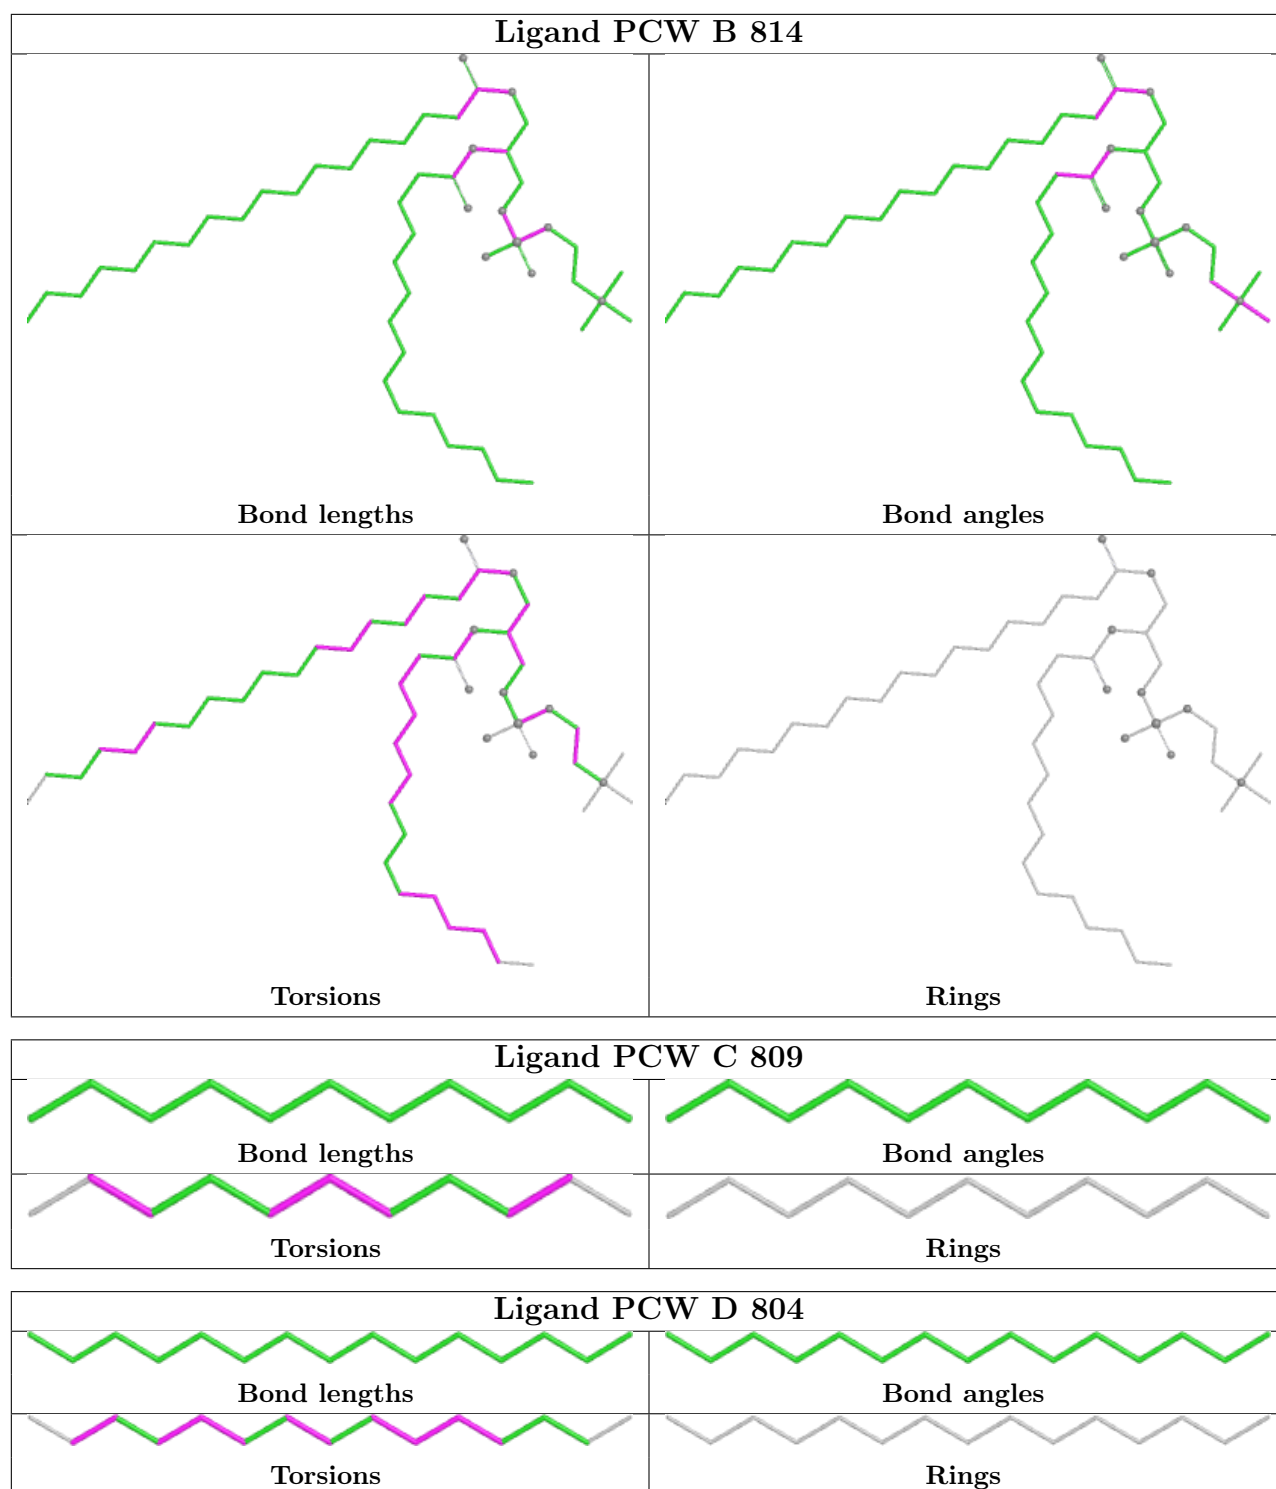 Ligand PCW B 814
Bond lengths
Bond angles
Torsions
Rings
Ligand PCW C 809
Bond lengths
Bond angles
Torsions
Rings
Ligand PCW D 804
Bond lengths
Bond angles
Torsions
Rings